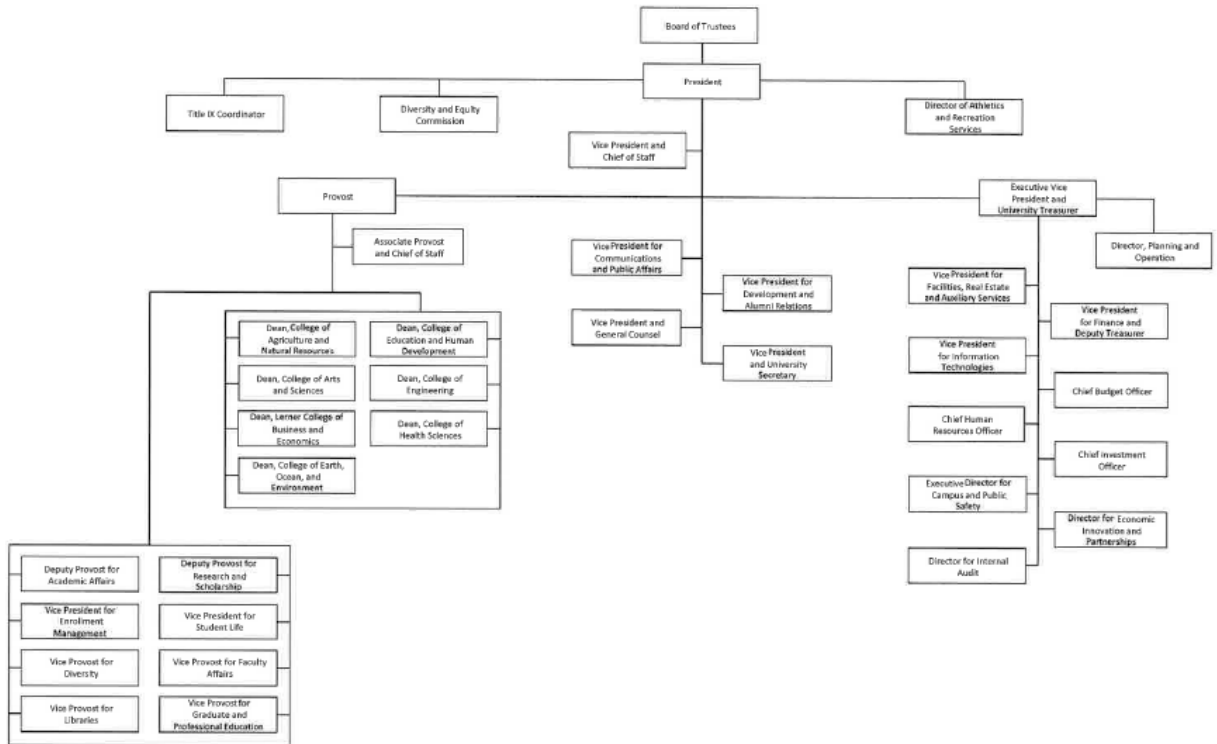 Board of Trustees
President
Title IX Coordinator
Diversity and Equity
Commission
Director of Athletics
and Recreation
Services
Vice President and
Chief of Staff
Provost
Executive Vice
President and
University Treasurer
Associate Provost
and Chief of Staff
Vice President for
Communications
and Public Affairs
Director, Planning and
Operation
Vice President for
Development and
Alumni Relations
Vice President for
Facilities, Real Estate
and Auxiliary Services
Vice President and
General Counsel
Vice President
for Finance and
Deputy Treasurer
Vice President
and University
Secretary
Vice President
for Information
Technologies
Chief Budget Officer
Chief Human
Resources Officer
Chief Investment
Officer
Executive Director for
Campus and Public
Safety
Director for Economic
Innovation and
Partnerships
Director for Internal
Audit
Dean, College of
Agriculture and
Natural Resources
Dean, College of
Education and Human
Development
Dean, College of Arts
and Sciences
Dean, College of
Engineering
Dean, Lerner College of
Business and
Economics
Dean, College of
Health Sciences
Dean, College of Earth,
Ocean, and
Environment
Deputy Provost for
Academic Affairs
Deputy Provost for
Research and
Scholarship
Vice President for
Enrollment
Management
Vice President for
Student Life
Vice Provost for
Diversity
Vice Provost for Faculty
Affairs
Vice Provost for
Libraries
Vice Provost for
Graduate and
Professional Education